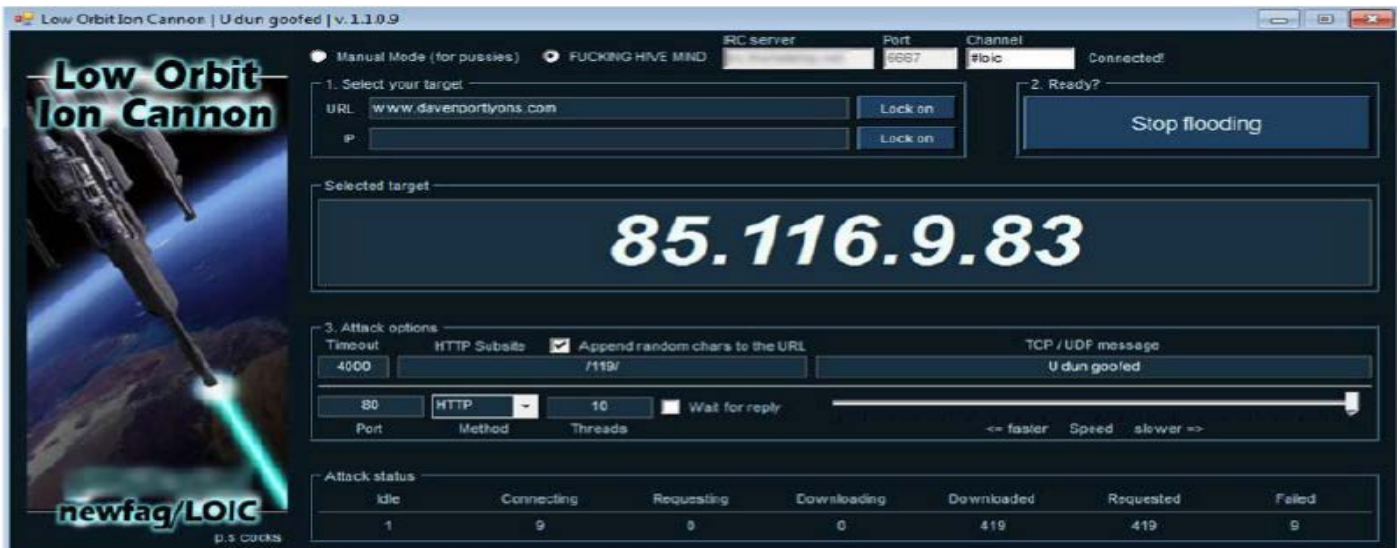 Low Orbit Ion Cannon | U dun goofed | v. 1.1.0.9
Low Orbit
Ion Cannon
IRC server Port Channel
Manual Mode (for pussies) FUCKING HIVE MIND 6667 #loic Connected!
1. Select your target
URL www.davenportlyons.com Lock on
IP Lock on
2. Ready?
Stop flooding
Selected target
85.116.9.83
3. Attack options
Timeout HTTP Subsite Append random chars to the URL TCP / UDP message
4000 /119/ U dun goofed
80 HTTP 10 Wait for reply
Port Method Threads <= faster Speed slower =>
Attack status
Idle Connecting Requesting Downloading Downloaded Requested Failed
1 9 0 0 419 419 9
newfag/LOIC
p.s cocks